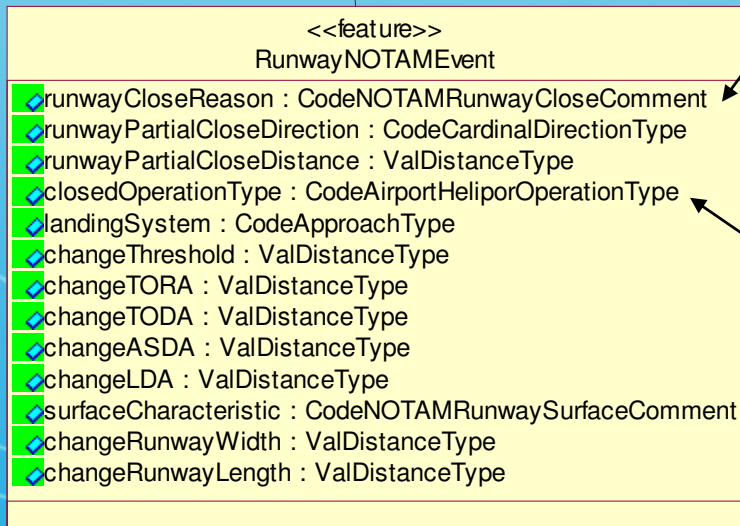 <<feature>>
RunwayNOTAMEvent
runwayCloseReason : CodeNOTAMRunwayCloseComment
runwayPartialCloseDirection : CodeCardinalDirectionType
runwayPartialCloseDistance : ValDistanceType
closedOperationType : CodeAirportHeliporOperationType
landingSystem : CodeApproachType
changeThreshold : ValDistanceType
changeTORA : ValDistanceType
changeTODA : ValDistanceType
changeASDA : ValDistanceType
changeLDA : ValDistanceType
surfaceCharacteristic : CodeNOTAMRunwaySurfaceComment
changeRunwayWidth : ValDistanceType
changeRunwayLength : ValDistanceType